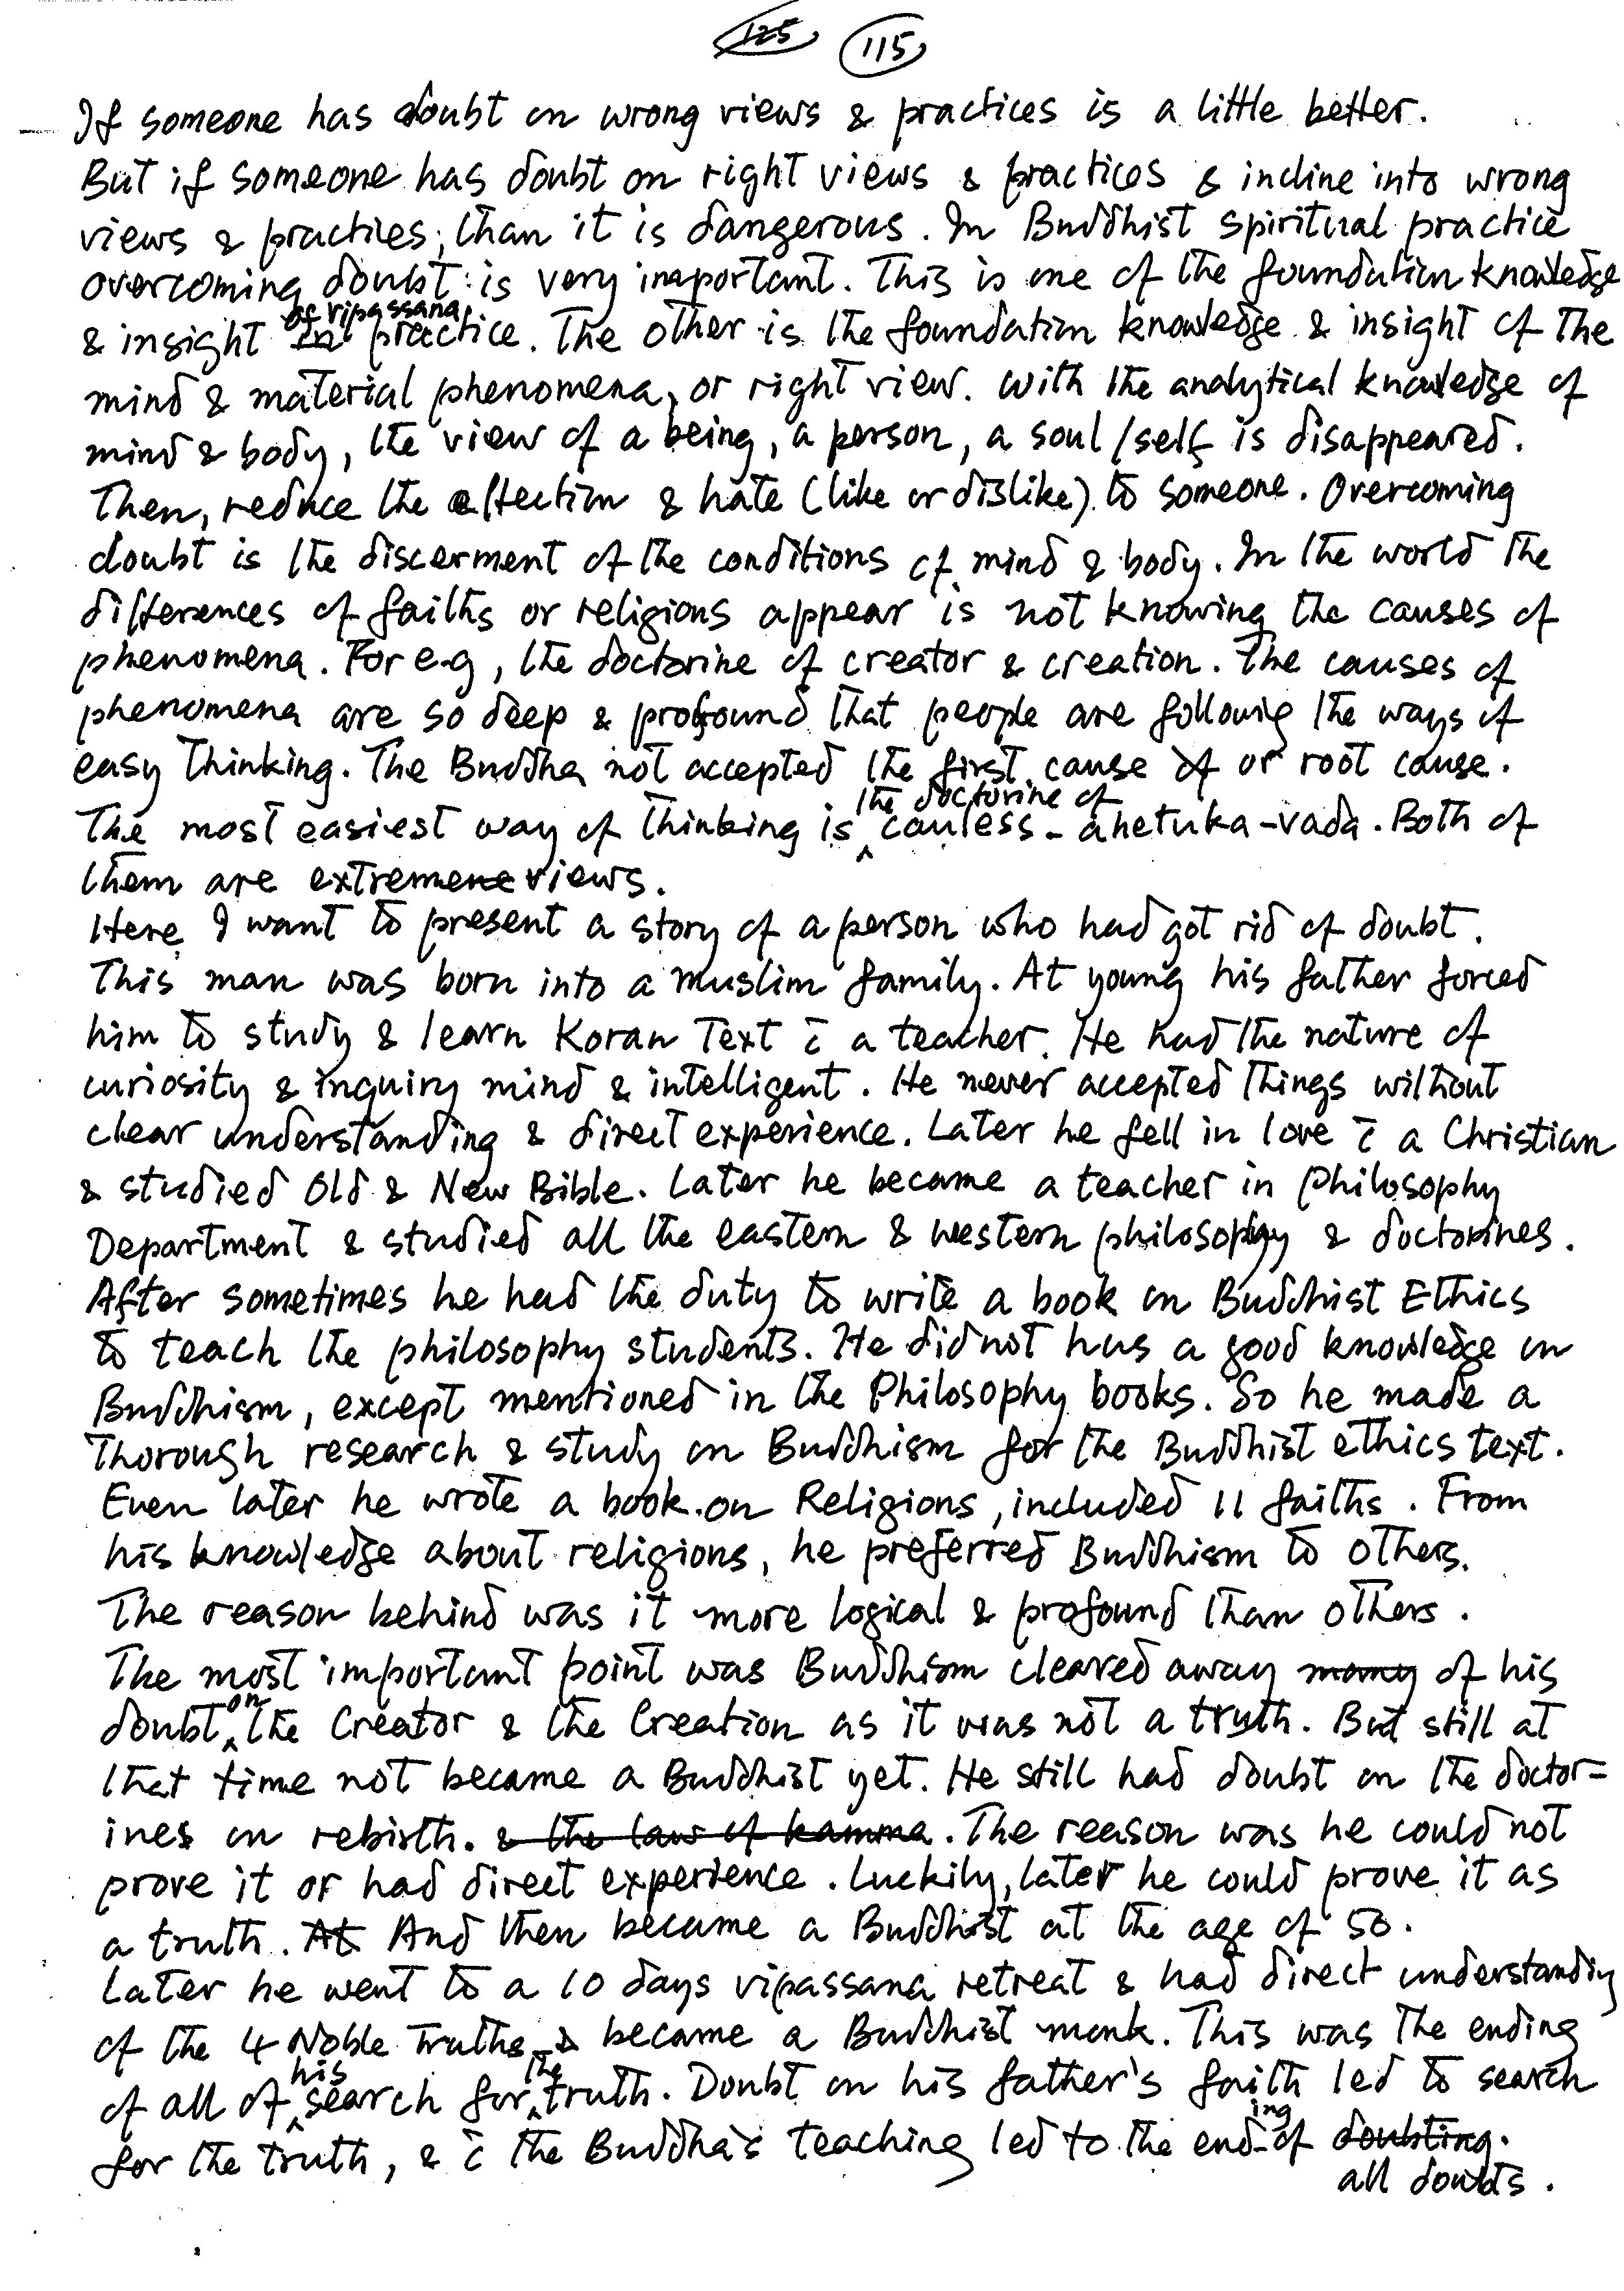 125 115
If someone has doubt on wrong views & practices is a little better.
But if someone has doubt on right views & practices & incline into wrong
views & practices, than it is dangerous. In Buddhist spiritual practice
overcoming doubt is very important. This is one of the foundation knowledge
& insight of vipassana practice. The other is the foundation knowledge & insight of the
mind & material phenomena, or right view. With the analytical knowledge of
mind & body, the view of a being, a person, a soul/self is disappeared.
Then, reduce the affection & hate (like or dislike) to someone. Overcoming
doubt is the discernment of the conditions of mind & body. In the world the
differences of faiths or religions appear is not knowing the causes of
phenomena. For e.g, the doctorine of creator & creation. The causes of
phenomena are so deep & profound that people are followig the ways of
easy thinking. The Buddha not accepted the first cause or root cause.
The most easiest way of thinking is the doctorine of causless - ahetuka-vada. Both of
them are extreme views.
Here I want to present a story of a person who had got rid of doubt.
This man was born into a muslim family. At young his father forced
him to study & learn Koran Text c̄ a teacher. He had the nature of
curiosity & inquiry mind & intelligent. He never accepted things without
clear understanding & direct experience. Later he fell in love c̄ a Christian
& studied Old & New Bible. Later he became a teacher in Philosophy
Department & studied all the eastern & western philosophy & doctorines.
After sometimes he had the duty to write a book on Buddhist Ethics
to teach the philosophy students. He did not has a good knowledge on
Buddhism, except mentioned in the Philosophy books. So he made a
thorough research & study on Buddhism for the Buddhist ethics text.
Even later he wrote a book on Religions, included 11 faiths. From
his knowledge about religions, he preferred Buddhism to others.
The reason behind was it more logical & profound than others.
The most important point was Buddhism cleared away many of his
doubt on the Creator & the Creation as it was not a truth. But still at
that time not became a Buddhist yet. He still had doubt on the doctor=
ines on rebirth. & the law of kamma. The reason was he could not
prove it or had direct experience. Luckily, later he could prove it as
a truth. At And then became a Buddhist at the age of 50.
Later he went to a 10 days vipassana retreat & had direct understandig
of the 4 Noble Truths & became a Buddhist monk. This was the ending
of all of his search for the truth. Doubt on his father's faith led to search
for the truth, & c̄ the Buddha's teaching led to the ending of doubting.
all doubts.